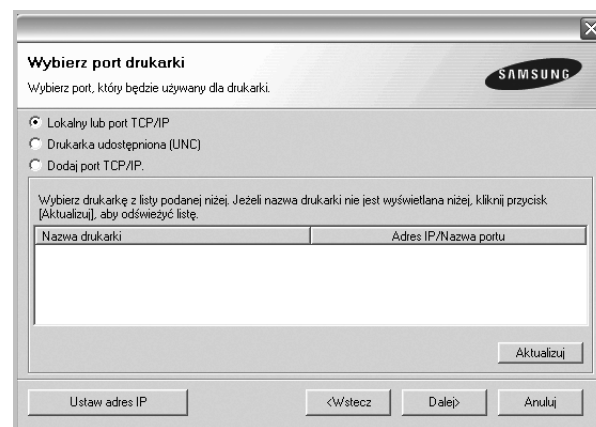 Wybierz port drukarki
Wybierz port, który będzie używany dla drukarki.
SAMSUNG
Lokalny lub port TCP/IP
Drukarka udostępniona (UNC)
Dodaj port TCP/IP.
Wybierz drukarkę z listy podanej niżej. Jeżeli nazwa drukarki nie jest wyświetlana niżej, kliknij przycisk
[Aktualizuj], aby odświeżyć listę.
Nazwa drukarki Adres IP/Nazwa portu
Aktualizuj
Ustaw adres IP <Wstecz Dalej> Anuluj